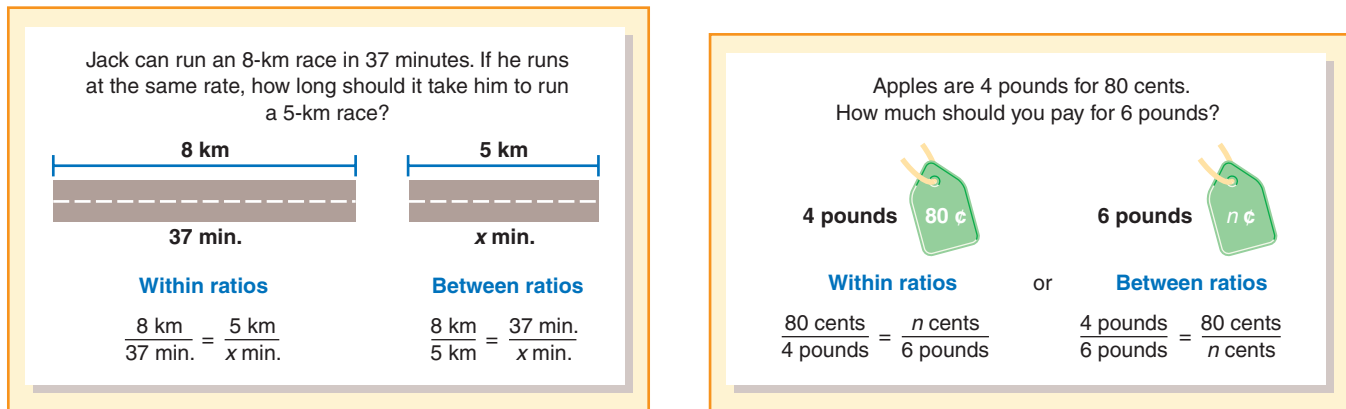 Jack can run an 8-km race in 37 minutes. If he runs
at the same rate, how long should it take him to run
a 5-km race?
8 km 5 km
37 min. x min.
Within ratios Between ratios
8 km / 37 min. = 5 km / x min. 8 km / 5 km = 37 min. / x min.
Apples are 4 pounds for 80 cents.
How much should you pay for 6 pounds?
4 pounds 80 ¢ 6 pounds n ¢
Within ratios or Between ratios
80 cents / 4 pounds = n cents / 6 pounds 4 pounds / 6 pounds = 80 cents / n cents